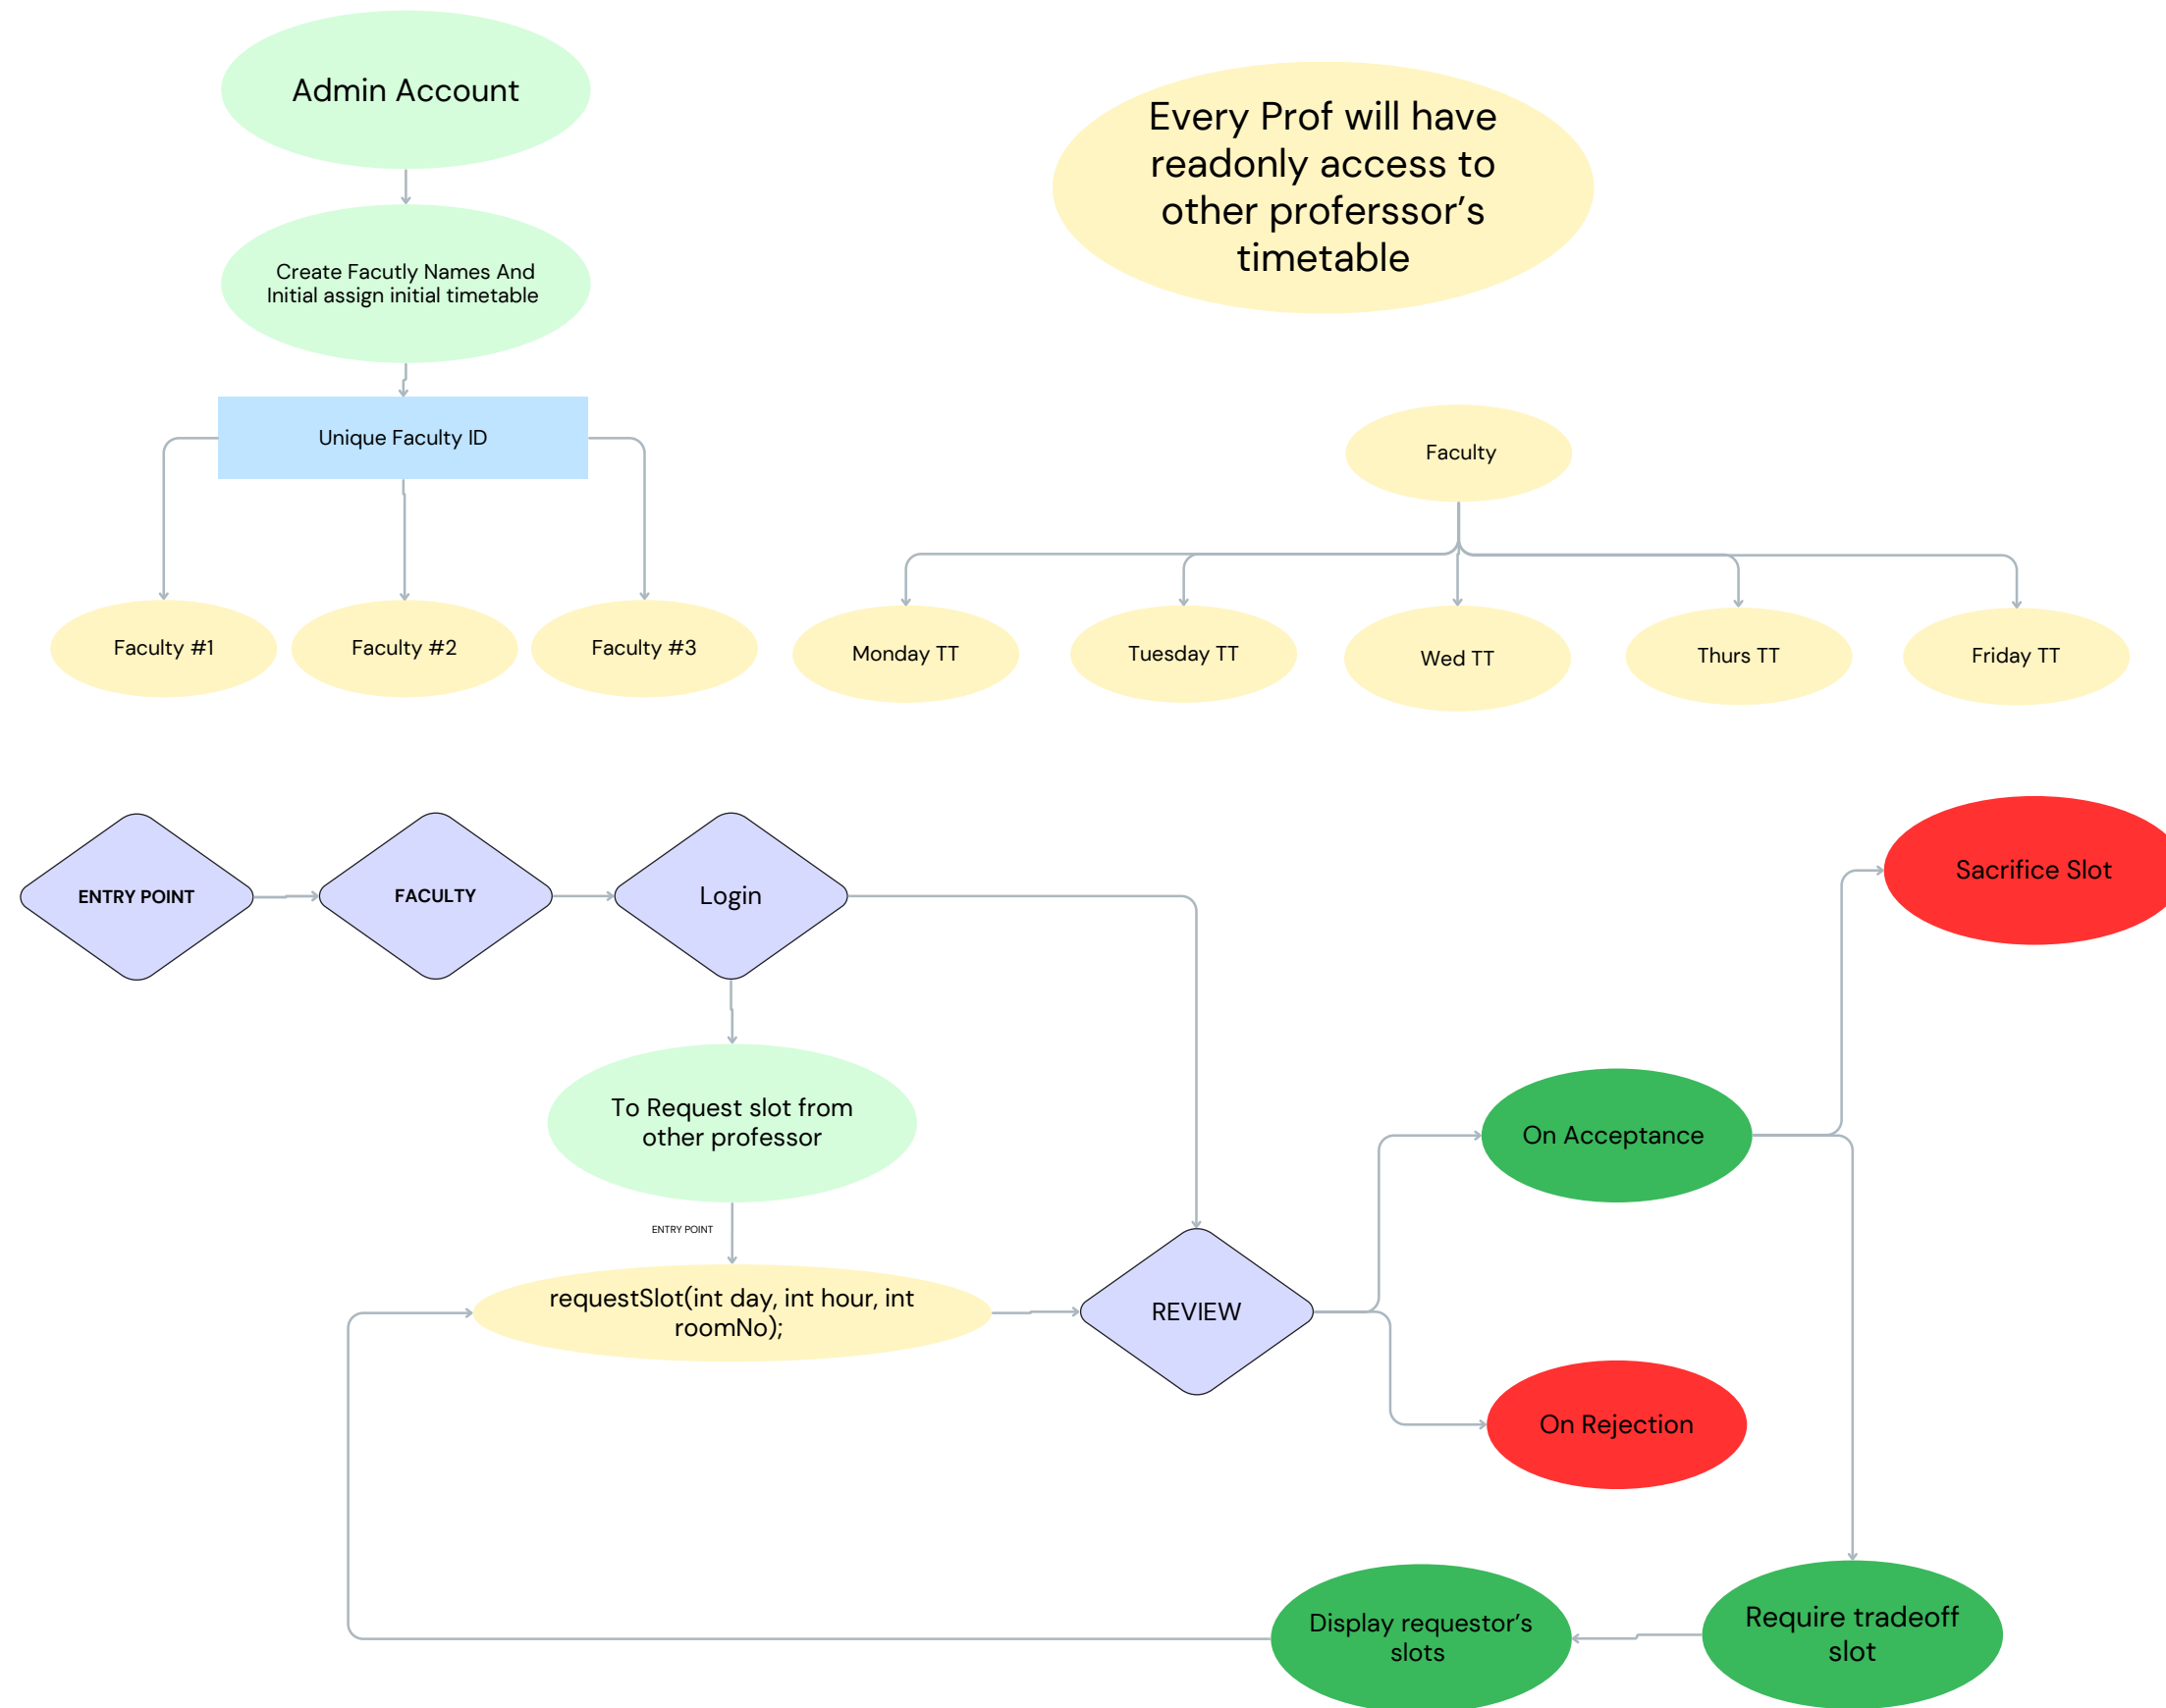 Admin Account
Every Prof will have
readonly access to
other proferssor's
timetable
Create Facutly Names And
Initial assign initial timetable
Unique Faculty ID
Faculty
Faculty #1
Faculty #2
Faculty #3
Monday TT
Tuesday TT
Wed TT
Thurs TT
Friday TT
ENTRY POINT
FACULTY
Login
Sacrifice Slot
To Request slot from
other professor
On Acceptance
ENTRY POINT
requestSlot(int day, int hour, int
roomNo);
REVIEW
On Rejection
Display requestor's
slots
Require tradeoff
slot